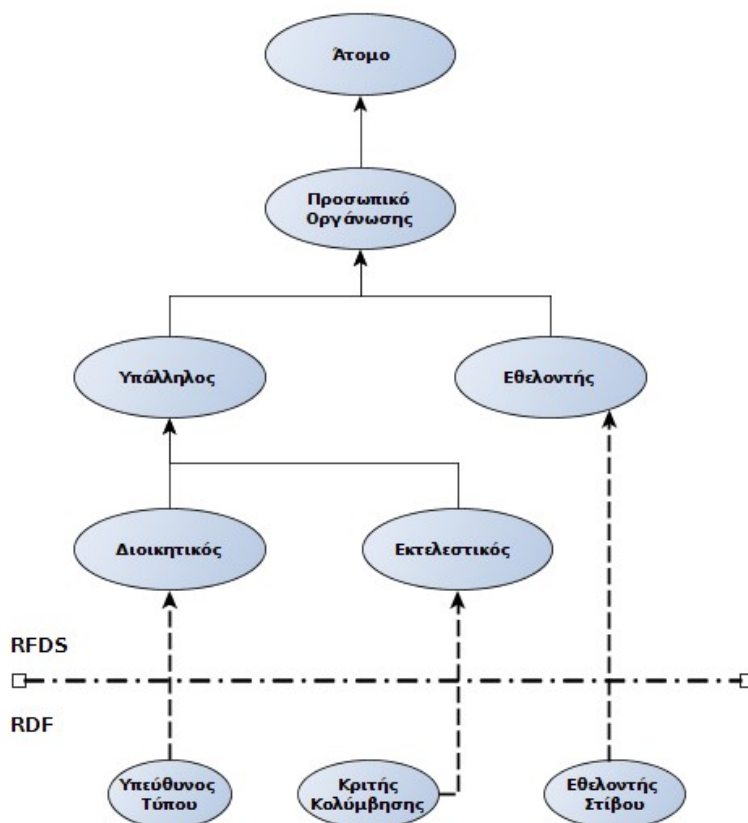 Άτομο
Προσωπικό
Οργάνωσης
Υπάλληλος
Εθελοντής
Διοικητικός
Εκτελεστικός
RFDS
RDF
Υπεύθυνος
Τύπου
Κριτής
Κολύμβησης
Εθελοντής
Στίβου